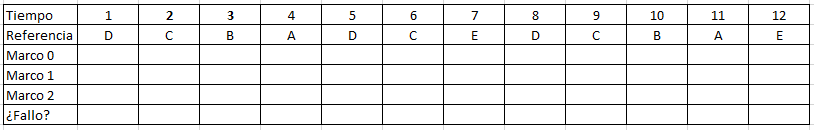 Tiempo 1 2 3 4 5 6 7 8 9 10 11 12
Referencia D C B A D C E D C B A E
Marco 0
Marco 1
Marco 2
¿Fallo?